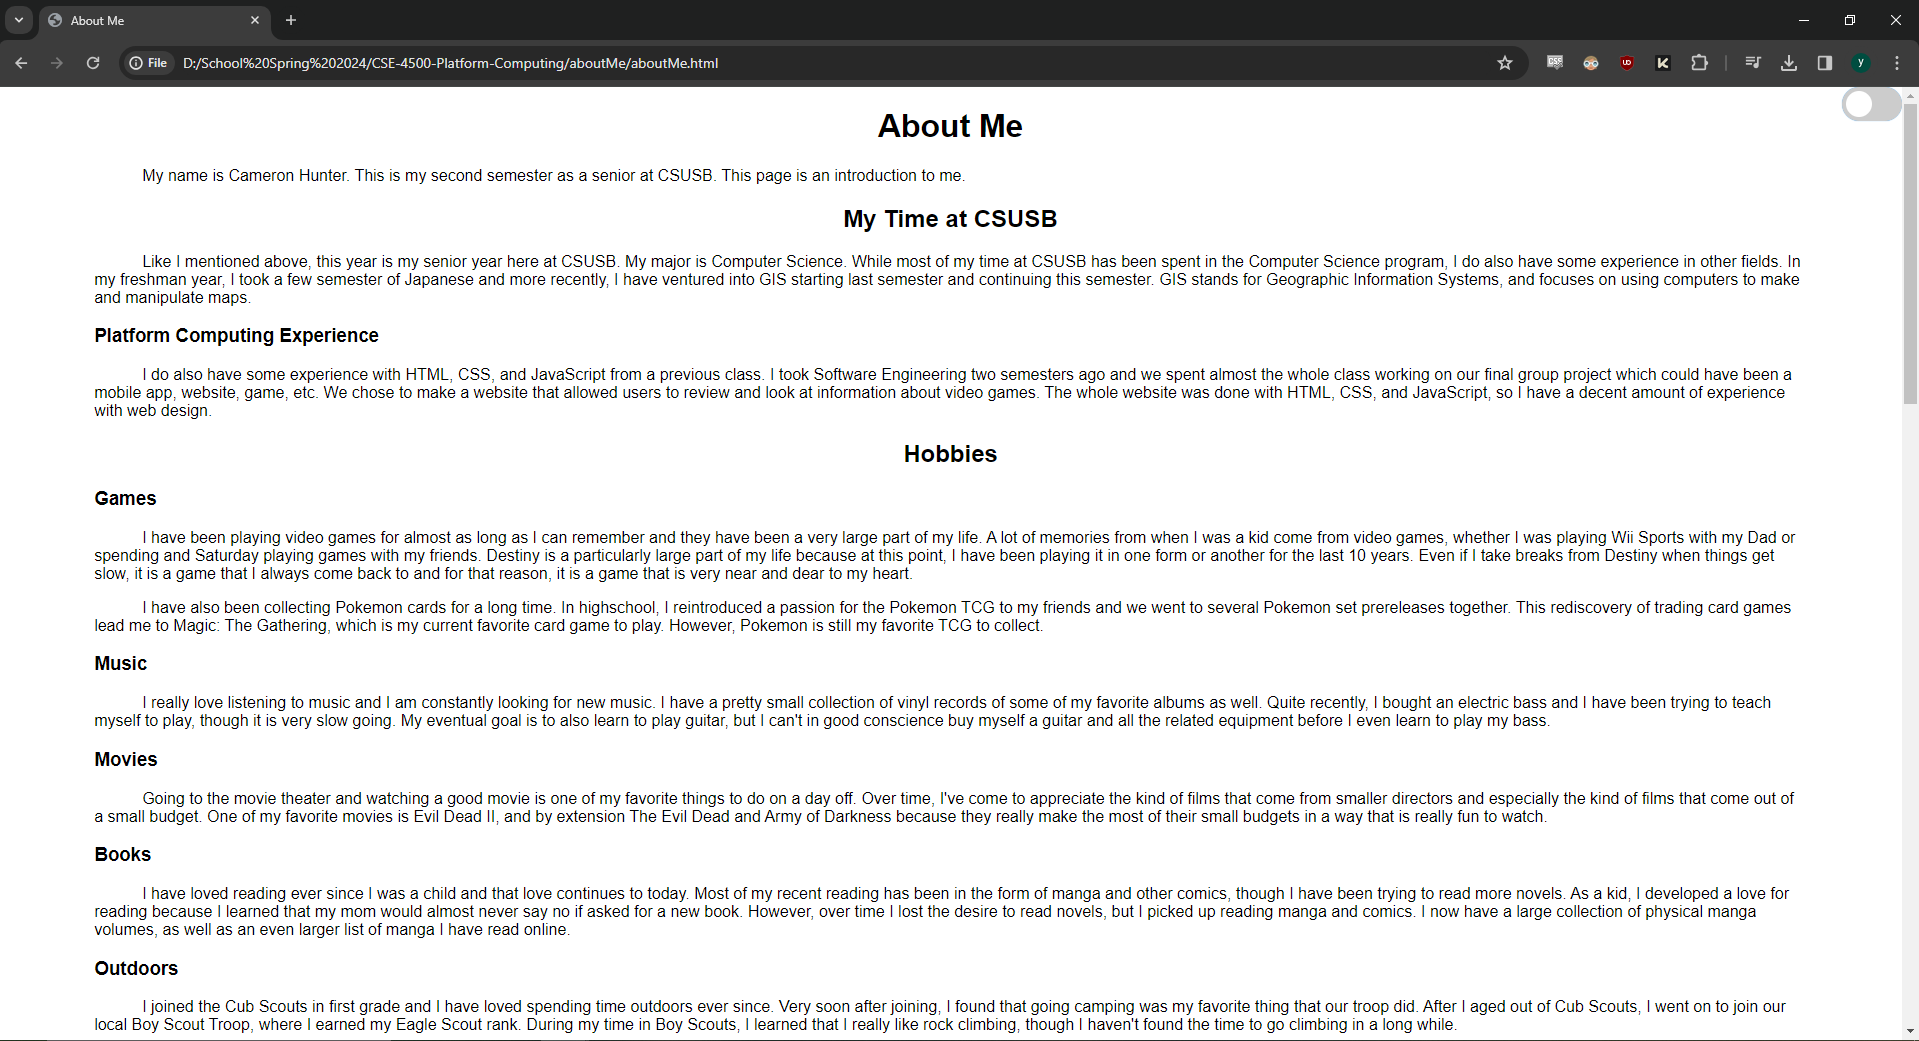 About Me
File
D:/School%20Spring%202024/CSE-4500-Platform-Computing/aboutMe/aboutMe.html
CSS
UD
K
y
About Me
My name is Cameron Hunter. This is my second semester as a senior at CSUSB. This page is an introduction to me.
My Time at CSUSB
Like I mentioned above, this year is my senior year here at CSUSB. My major is Computer Science. While most of my time at CSUSB has been spent in the Computer Science program, I do also have some experience in other fields. In
my freshman year, I took a few semester of Japanese and more recently, I have ventured into GIS starting last semester and continuing this semester. GIS stands for Geographic Information Systems, and focuses on using computers to make
and manipulate maps.
Platform Computing Experience
I do also have some experience with HTML, CSS, and JavaScript from a previous class. I took Software Engineering two semesters ago and we spent almost the whole class working on our final group project which could have been a
mobile app, website, game, etc. We chose to make a website that allowed users to review and look at information about video games. The whole website was done with HTML, CSS, and JavaScript, so I have a decent amount of experience
with web design.
Hobbies
Games
I have been playing video games for almost as long as I can remember and they have been a very large part of my life. A lot of memories from when I was a kid come from video games, whether I was playing Wii Sports with my Dad or
spending and Saturday playing games with my friends. Destiny is a particularly large part of my life because at this point, I have been playing it in one form or another for the last 10 years. Even if I take breaks from Destiny when things get
slow, it is a game that I always come back to and for that reason, it is a game that is very near and dear to my heart.
I have also been collecting Pokemon cards for a long time. In highschool, I reintroduced a passion for the Pokemon TCG to my friends and we went to several Pokemon set prereleases together. This rediscovery of trading card games
lead me to Magic: The Gathering, which is my current favorite card game to play. However, Pokemon is still my favorite TCG to collect.
Music
I really love listening to music and I am constantly looking for new music. I have a pretty small collection of vinyl records of some of my favorite albums as well. Quite recently, I bought an electric bass and I have been trying to teach
myself to play, though it is very slow going. My eventual goal is to also learn to play guitar, but I can't in good conscience buy myself a guitar and all the related equipment before I even learn to play my bass.
Movies
Going to the movie theater and watching a good movie is one of my favorite things to do on a day off. Over time, I've come to appreciate the kind of films that come from smaller directors and especially the kind of films that come out of
a small budget. One of my favorite movies is Evil Dead II, and by extension The Evil Dead and Army of Darkness because they really make the most of their small budgets in a way that is really fun to watch.
Books
I have loved reading ever since I was a child and that love continues to today. Most of my recent reading has been in the form of manga and other comics, though I have been trying to read more novels. As a kid, I developed a love for
reading because I learned that my mom would almost never say no if asked for a new book. However, over time I lost the desire to read novels, but I picked up reading manga and comics. I now have a large collection of physical manga
volumes, as well as an even larger list of manga I have read online.
Outdoors
I joined the Cub Scouts in first grade and I have loved spending time outdoors ever since. Very soon after joining, I found that going camping was my favorite thing that our troop did. After I aged out of Cub Scouts, I went on to join our
local Boy Scout Troop, where I earned my Eagle Scout rank. During my time in Boy Scouts, I learned that I really like rock climbing, though I haven't found the time to go climbing in a long while.